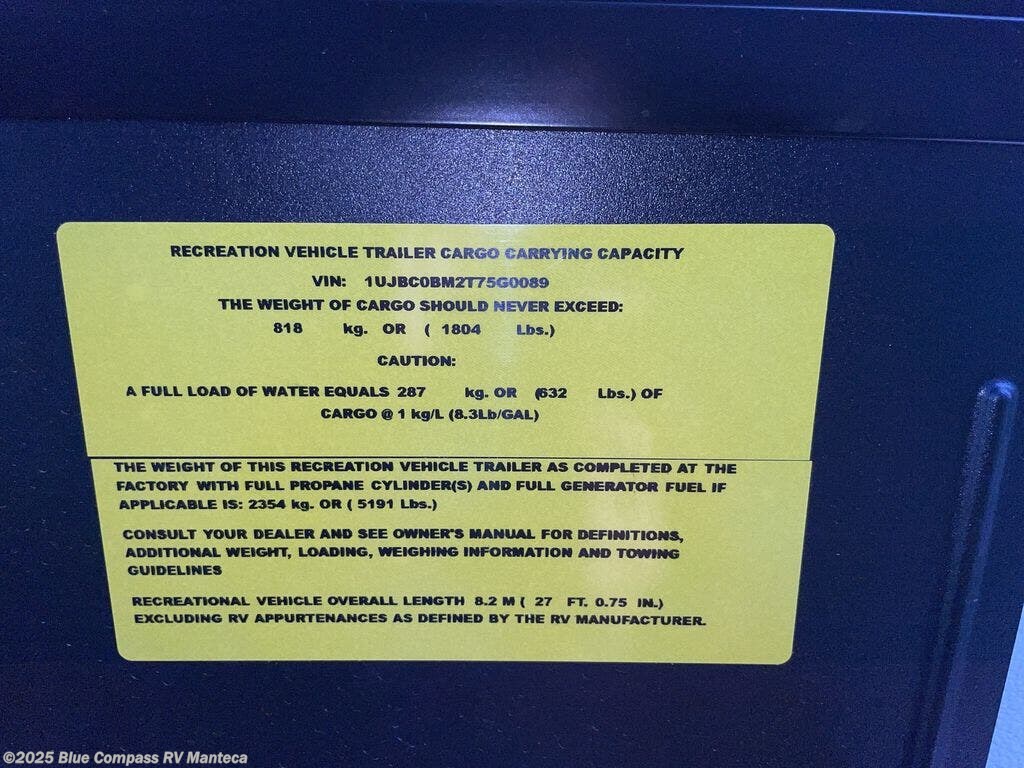 RECREATION VEHICLE TRAILER CARGO CARRYING CAPACITY
VIN: 1UJBC0BM2T75G0089
THE WEIGHT OF CARGO SHOULD NEVER EXCEED:
818 kg. OR ( 1804 Lbs.)
CAUTION:
A FULL LOAD OF WATER EQUALS 287 kg. OR (632 Lbs.) OF
CARGO @ 1 kg/L (8.3Lb/GAL)
THE WEIGHT OF THIS RECREATION VEHICLE TRAILER AS COMPLETED AT THE
FACTORY WITH FULL PROPANE CYLINDER(S) AND FULL GENERATOR FUEL IF
APPLICABLE IS: 2354 kg. OR ( 5191 Lbs.)
CONSULT YOUR DEALER AND SEE OWNER'S MANUAL FOR DEFINITIONS,
ADDITIONAL WEIGHT, LOADING, WEIGHING INFORMATION AND TOWING
GUIDELINES
RECREATIONAL VEHICLE OVERALL LENGTH 8.2 M ( 27 FT. 0.75 IN.)
EXCLUDING RV APPURTENANCES AS DEFINED BY THE RV MANUFACTURER.
©2025 Blue Compass RV Manteca